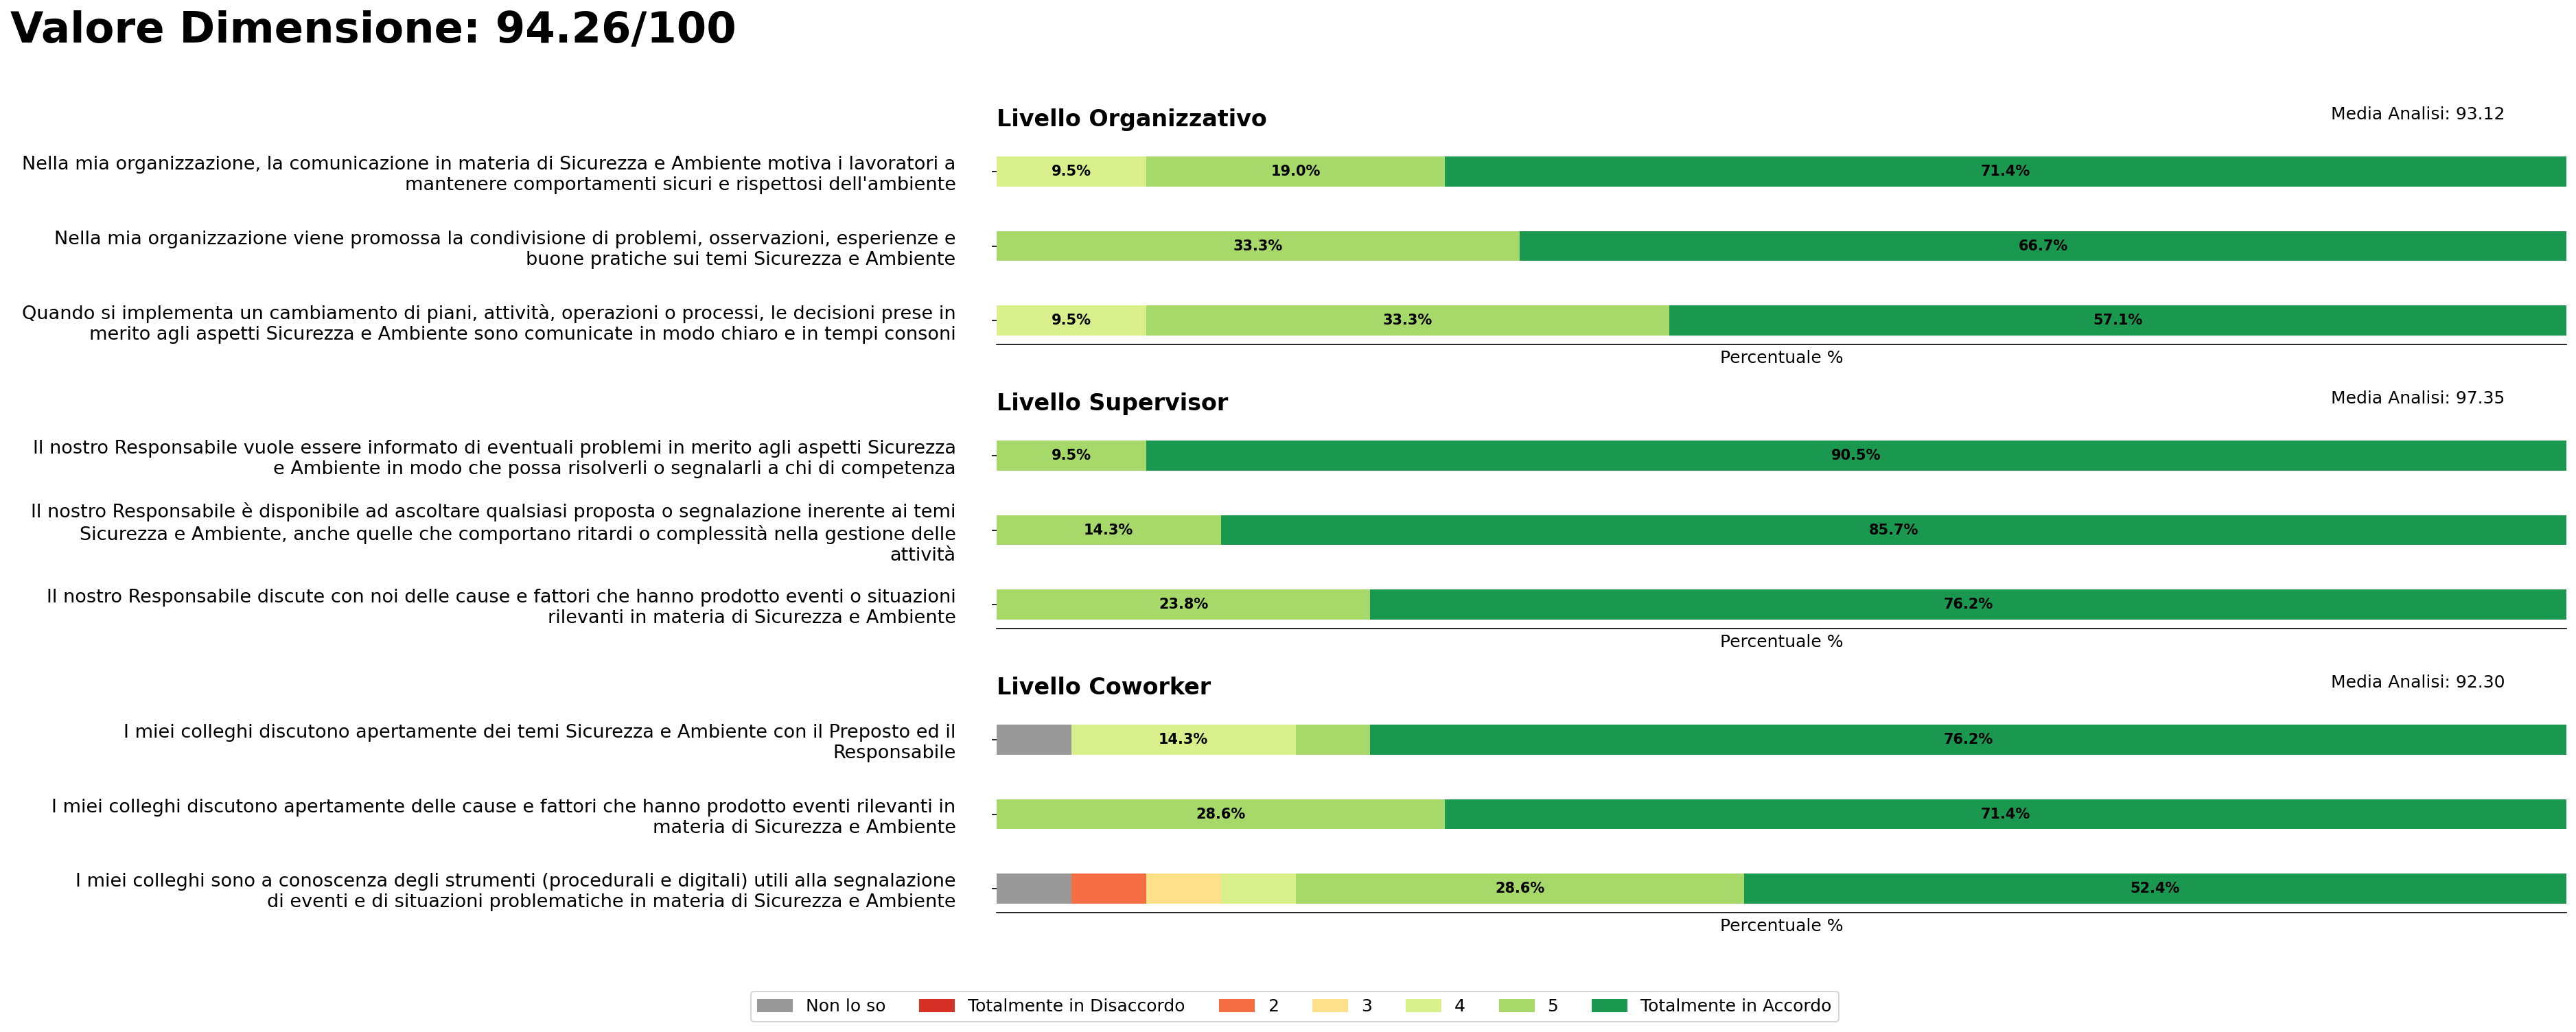 Valore Dimensione: 94.26/100
Livello Organizzativo
Media Analisi: 93.12
Nella mia organizzazione, la comunicazione in materia di Sicurezza e Ambiente motiva i lavoratori a
mantenere comportamenti sicuri e rispettosi dell'ambiente
9.5%
19.0%
71.4%
Nella mia organizzazione viene promossa la condivisione di problemi, osservazioni, esperienze e
buone pratiche sui temi Sicurezza e Ambiente
33.3%
66.7%
Quando si implementa un cambiamento di piani, attività, operazioni o processi, le decisioni prese in
merito agli aspetti Sicurezza e Ambiente sono comunicate in modo chiaro e in tempi consoni
9.5%
33.3%
57.1%
Percentuale %
Livello Supervisor
Media Analisi: 97.35
Il nostro Responsabile vuole essere informato di eventuali problemi in merito agli aspetti Sicurezza
e Ambiente in modo che possa risolverli o segnalarli a chi di competenza
9.5%
90.5%
Il nostro Responsabile è disponibile ad ascoltare qualsiasi proposta o segnalazione inerente ai temi
Sicurezza e Ambiente, anche quelle che comportano ritardi o complessità nella gestione delle
attività
14.3%
85.7%
Il nostro Responsabile discute con noi delle cause e fattori che hanno prodotto eventi o situazioni
rilevanti in materia di Sicurezza e Ambiente
23.8%
76.2%
Percentuale %
Livello Coworker
Media Analisi: 92.30
I miei colleghi discutono apertamente dei temi Sicurezza e Ambiente con il Preposto ed il
Responsabile
14.3%
76.2%
I miei colleghi discutono apertamente delle cause e fattori che hanno prodotto eventi rilevanti in
materia di Sicurezza e Ambiente
28.6%
71.4%
I miei colleghi sono a conoscenza degli strumenti (procedurali e digitali) utili alla segnalazione
di eventi e di situazioni problematiche in materia di Sicurezza e Ambiente
28.6%
52.4%
Percentuale %
Non lo so
Totalmente in Disaccordo
2
3
4
5
Totalmente in Accordo